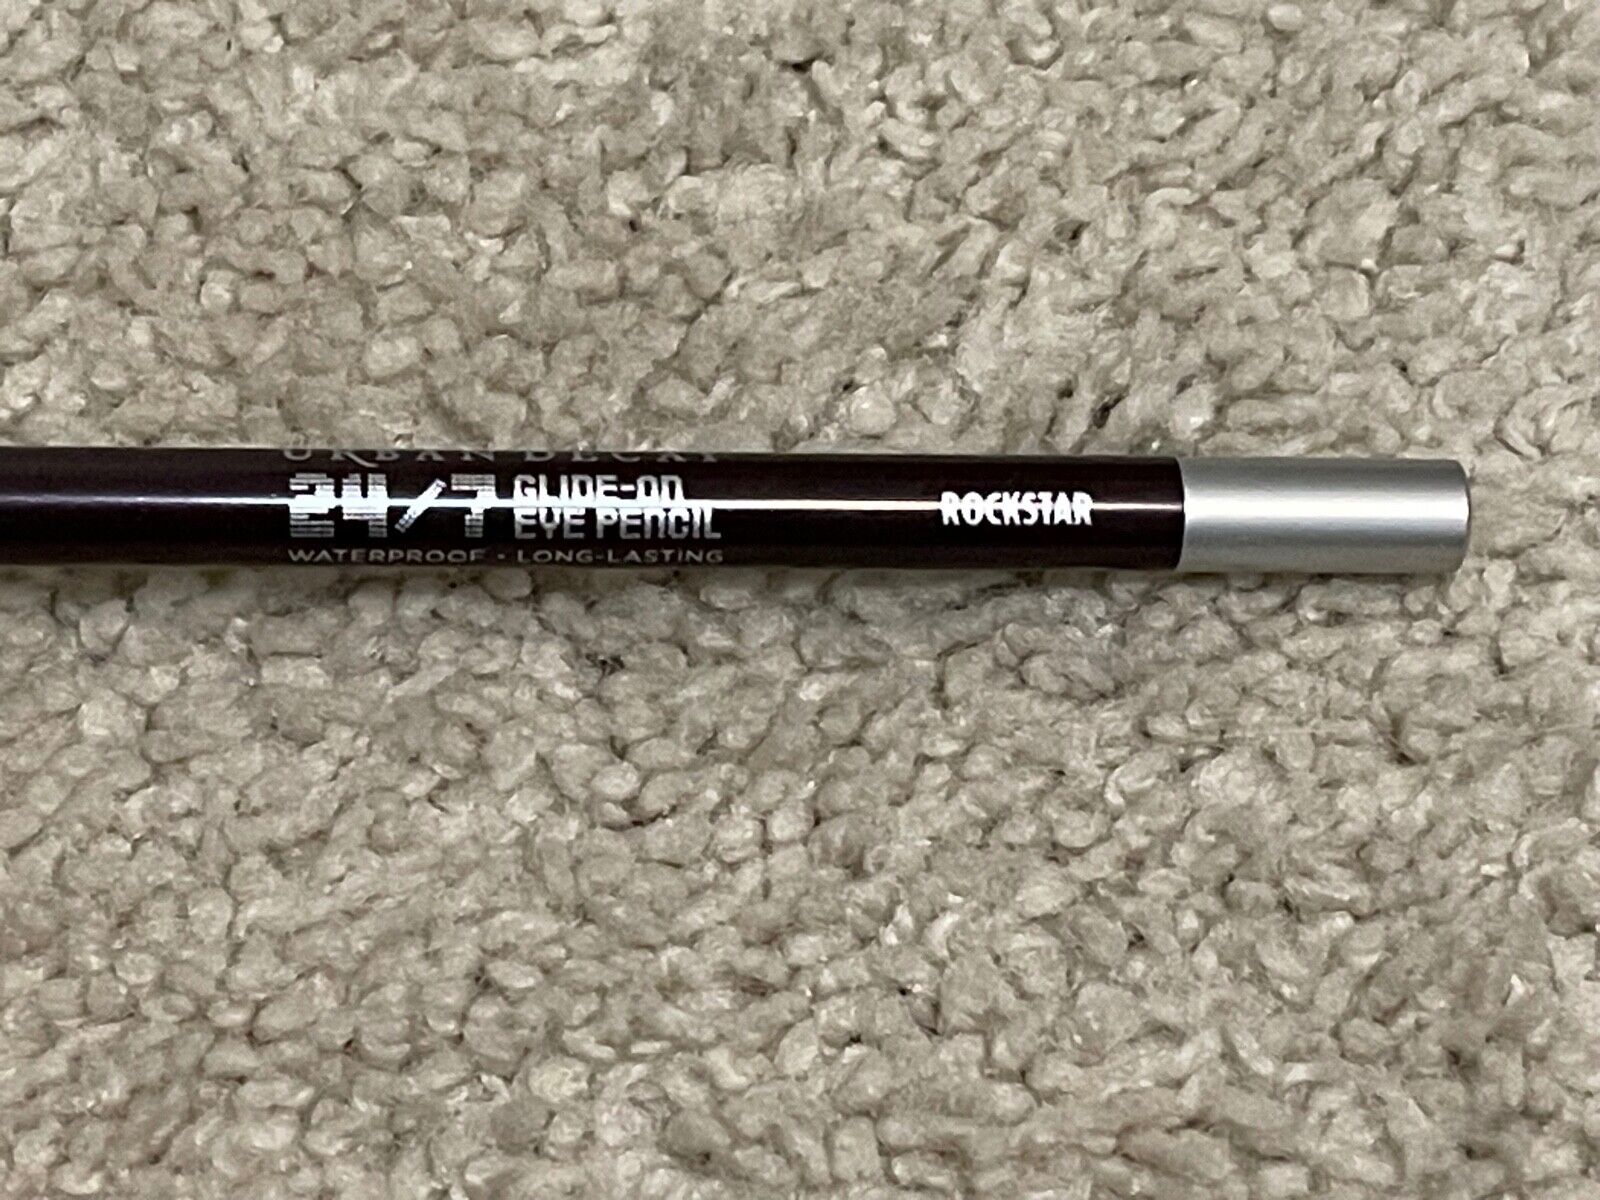 URBAN DECAY
24/7 GLIDE-ON
EYE PENCIL
WATERPROOF • LONG-LASTING
ROCKSTAR